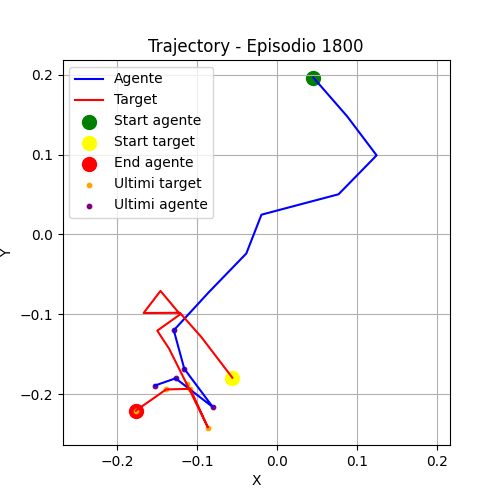 Trajectory - Episodio 1800
Agente
Target
Start agente
Start target
End agente
Ultimi target
Ultimi agente
0.2
0.1
0.0
−0.1
−0.2
Y
−0.2
−0.1
0.0
0.1
0.2
X